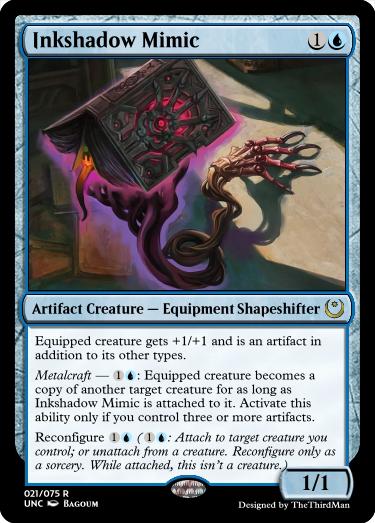 Inkshadow Mimic 1
Artifact Creature — Equipment Shapeshifter
Equipped creature gets +1/+1 and is an artifact in
addition to its other types.
Metalcraft — 1: Equipped creature becomes a
copy of another target creature for as long as
Inkshadow Mimic is attached to it. Activate this
ability only if you control three or more artifacts.
Reconfigure 1 (1: Attach to target creature you
control; or unattach from a creature. Reconfigure only as
a sorcery. While attached, this isn't a creature.)
1/1
021/075 R
UNC BAGOUM
Designed by TheThirdMan